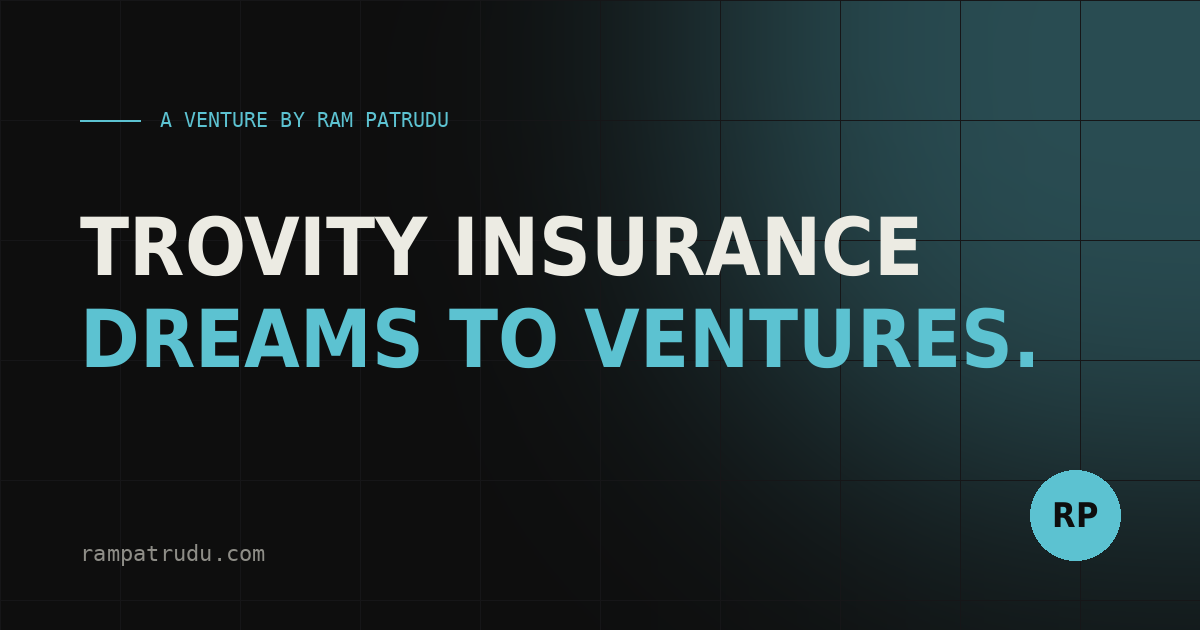 A VENTURE BY RAM PATRUDU
TROVITY INSURANCE
DREAMS TO VENTURES.
RP
rampatrudu.com